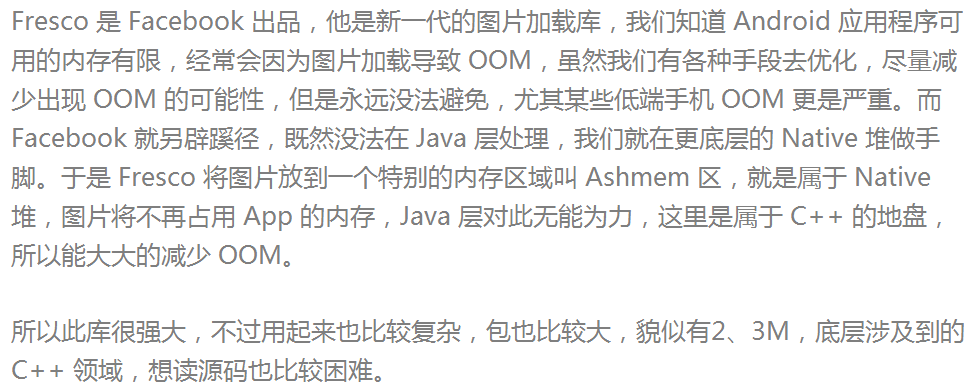 Fresco 是 Facebook 出品，他是新一代的图片加载库，我们知道 Android 应用程序可
用的内存有限，经常会因为图片加载导致 OOM，虽然我们有各种手段去优化，尽量减
少出现 OOM 的可能性，但是永远没法避免，尤其某些低端手机 OOM 更是严重。而
Facebook 就另辟蹊径，既然没法在 Java 层处理，我们就在更底层的 Native 堆做手
脚。于是 Fresco 将图片放到一个特别的内存区域叫 Ashmem 区，就是属于 Native
堆，图片将不再占用 App 的内存，Java 层对此无能为力，这里是属于 C++ 的地盘，
所以能大大的减少 OOM。
所以此库很强大，不过用起来也比较复杂，包也比较大，貌似有2、3M，底层涉及到的
C++ 领域，想读源码也比较困难。